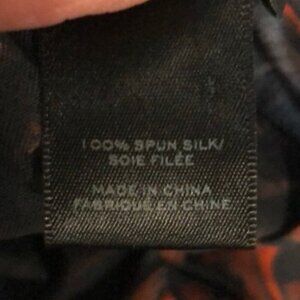 100% SPUN SILK/
SOIE FILÉE
MADE IN CHINA
FABRIQUÉ EN CHINE